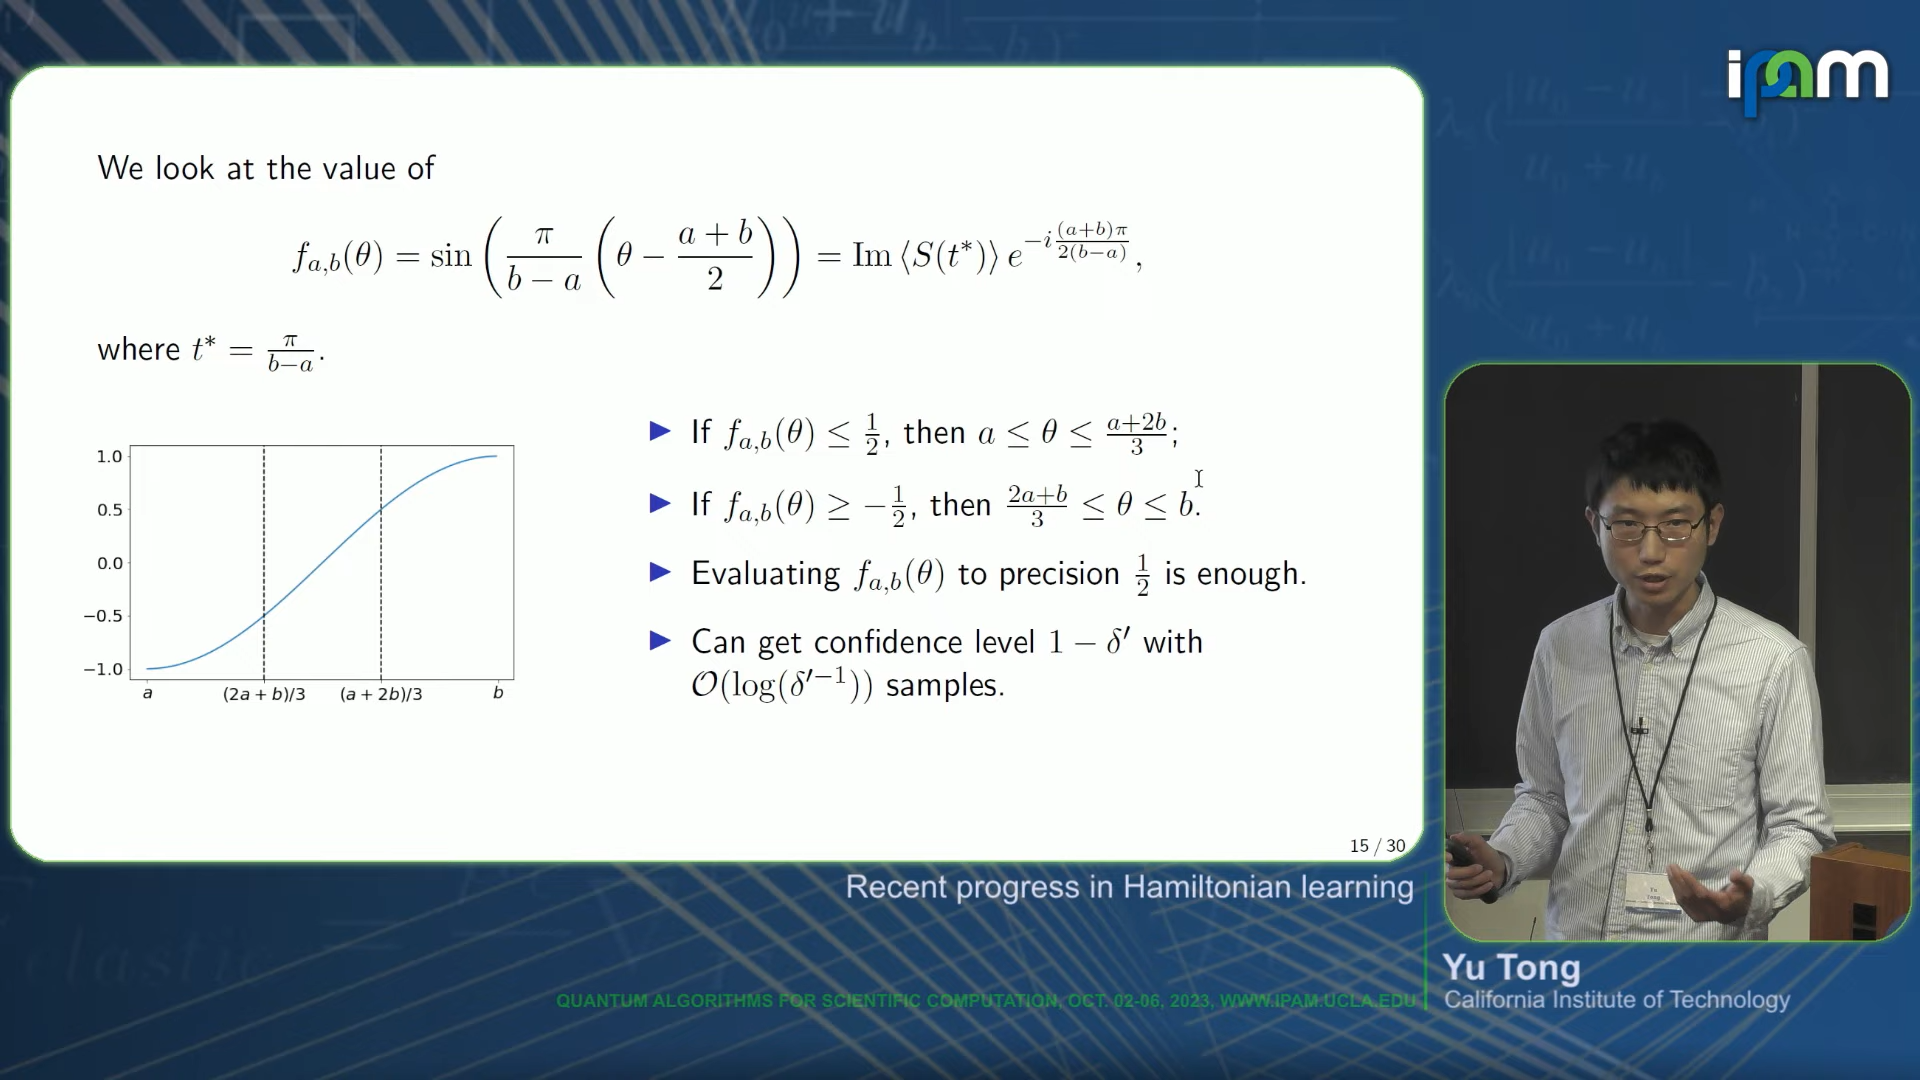 ipam
We look at the value of
f_{a,b}(θ) = sin ( π/(b − a) ( θ − (a + b)/2 ) ) = Im ⟨S(t*)⟩ e^{−i (a+b)π/(2(b−a))},
where t* = π/(b−a).
▶ If f_{a,b}(θ) ≤ 1/2, then a ≤ θ ≤ (a+2b)/3;
▶ If f_{a,b}(θ) ≥ −1/2, then (2a+b)/3 ≤ θ ≤ b.
▶ Evaluating f_{a,b}(θ) to precision 1/2 is enough.
▶ Can get confidence level 1 − δ′ with
O(log(δ′^{−1})) samples.
1.0
0.5
0.0
−0.5
−1.0
a (2a + b)/3 (a + 2b)/3 b
15 / 30
Recent progress in Hamiltonian learning
Yu Tong
California Institute of Technology
QUANTUM ALGORITHMS FOR SCIENTIFIC COMPUTATION, OCT. 02-06, 2023, WWW.IPAM.UCLA.EDU